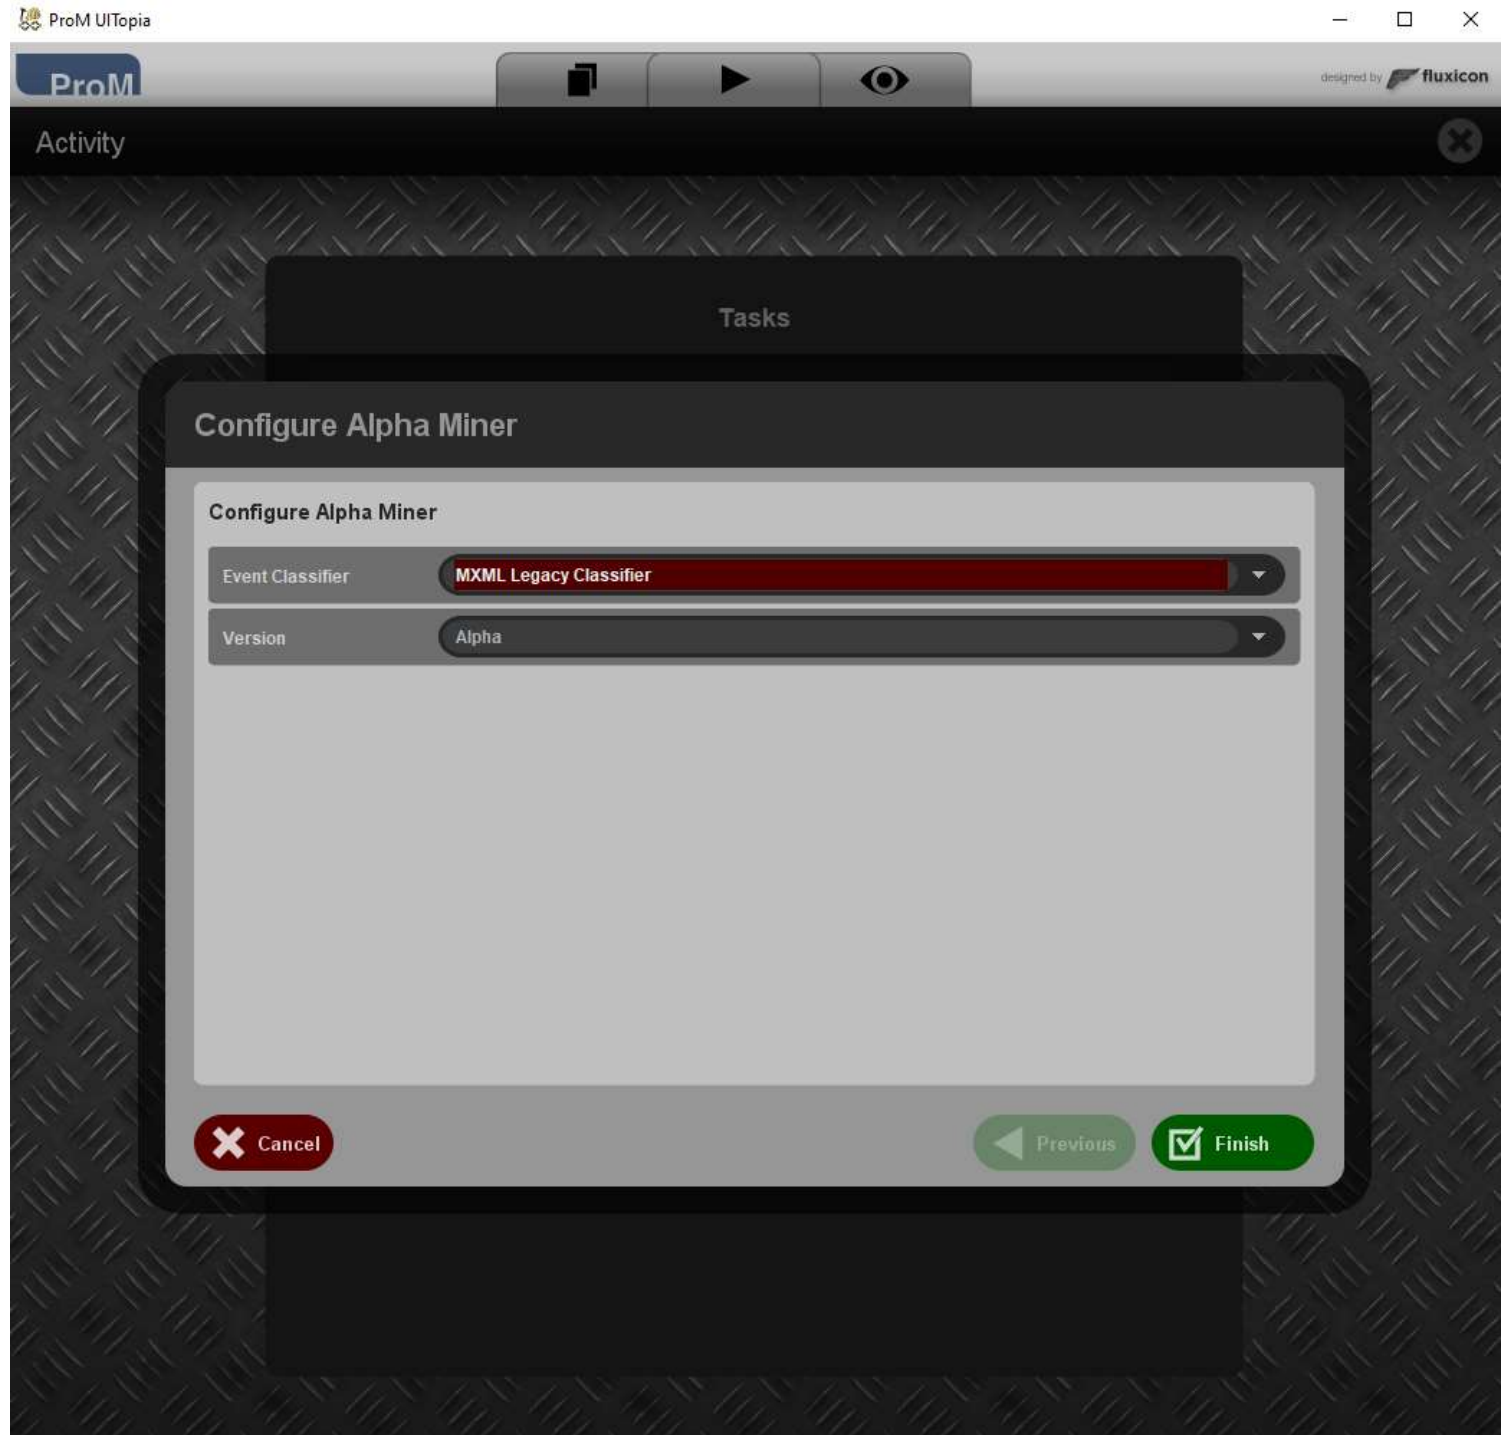 ProM UITopia
ProM
designed by fluxicon
Activity
Tasks
Configure Alpha Miner
Configure Alpha Miner
Event Classifier MXML Legacy Classifier
Version Alpha
Cancel Previous Finish